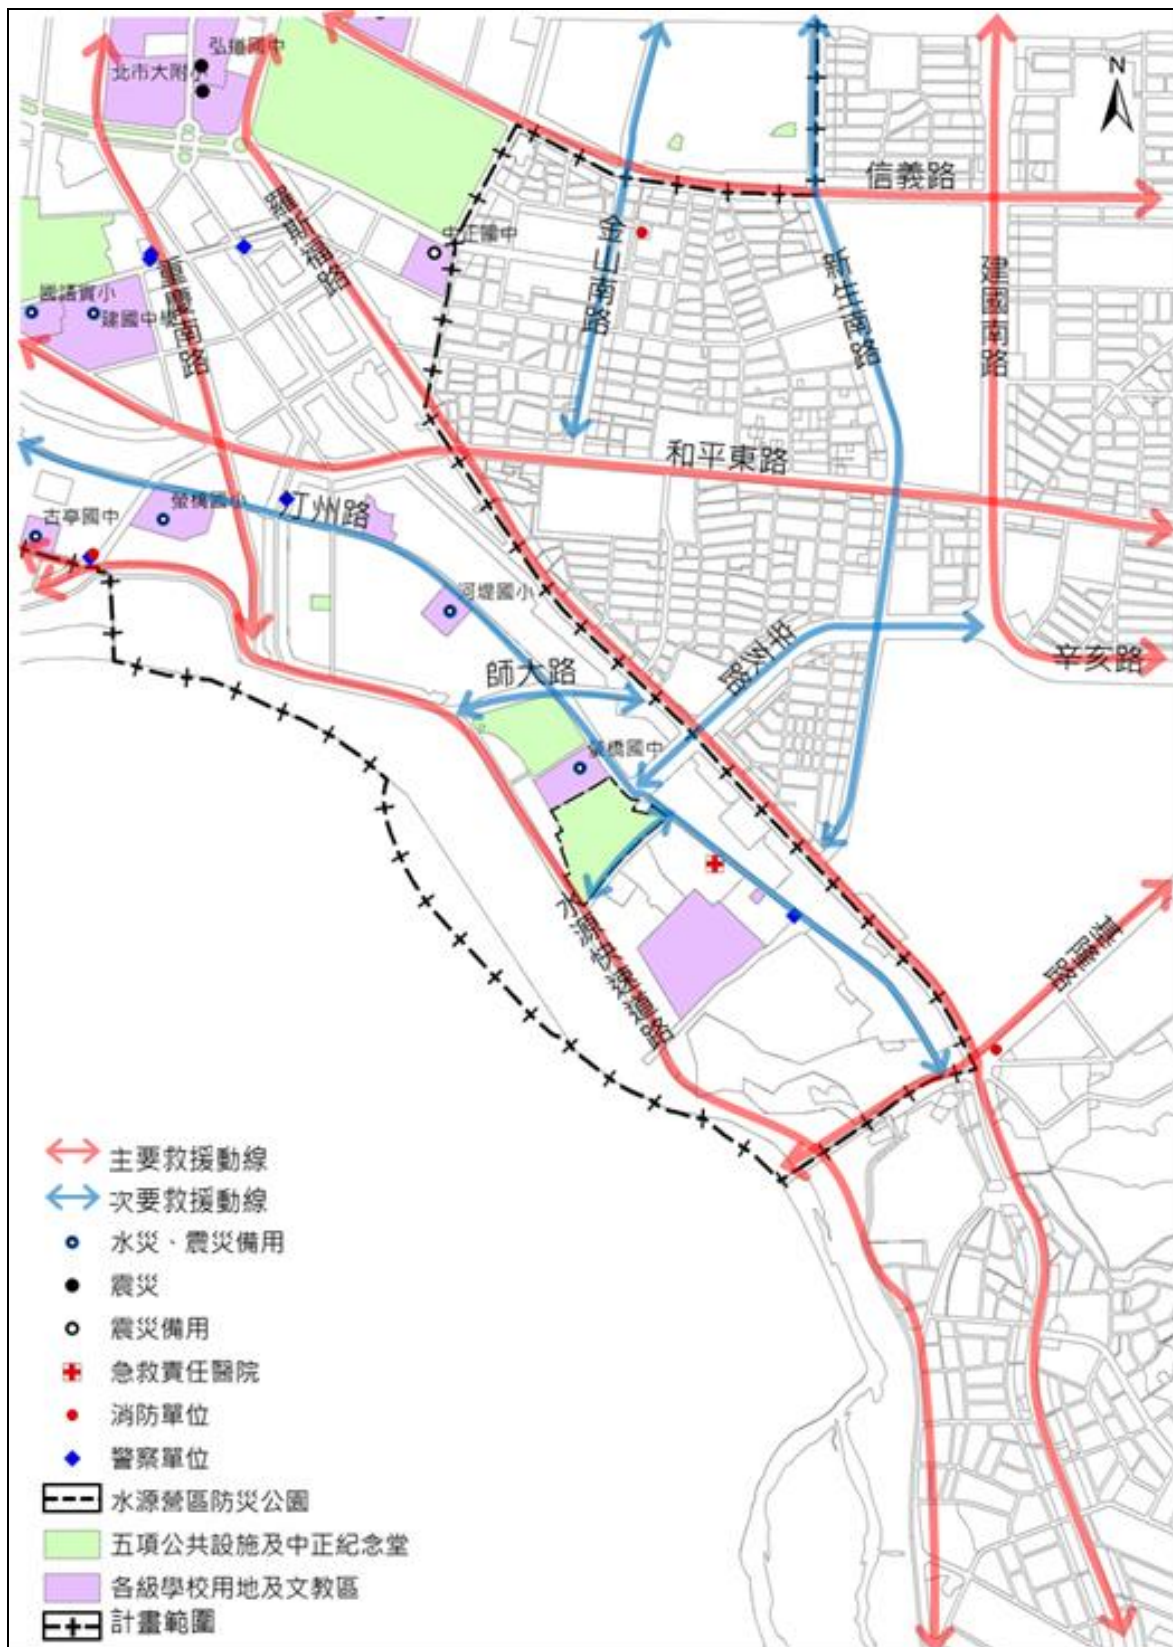 弘道國中
北市大附小
N
信義路
羅斯福路
中正國中
金山南路
新生南路
建國南路
國語實小
建國中學
重慶南路
和平東路
螢橋國小
汀州路
古亭國中
河堤國小
師大路
辛亥路
辛亥路
螢橋國中
水源快速道路
基隆路
主要救援動線
次要救援動線
水災、震災備用
震災
震災備用
急救責任醫院
消防單位
警察單位
水源營區防災公園
五項公共設施及中正紀念堂
各級學校用地及文教區
計畫範圍